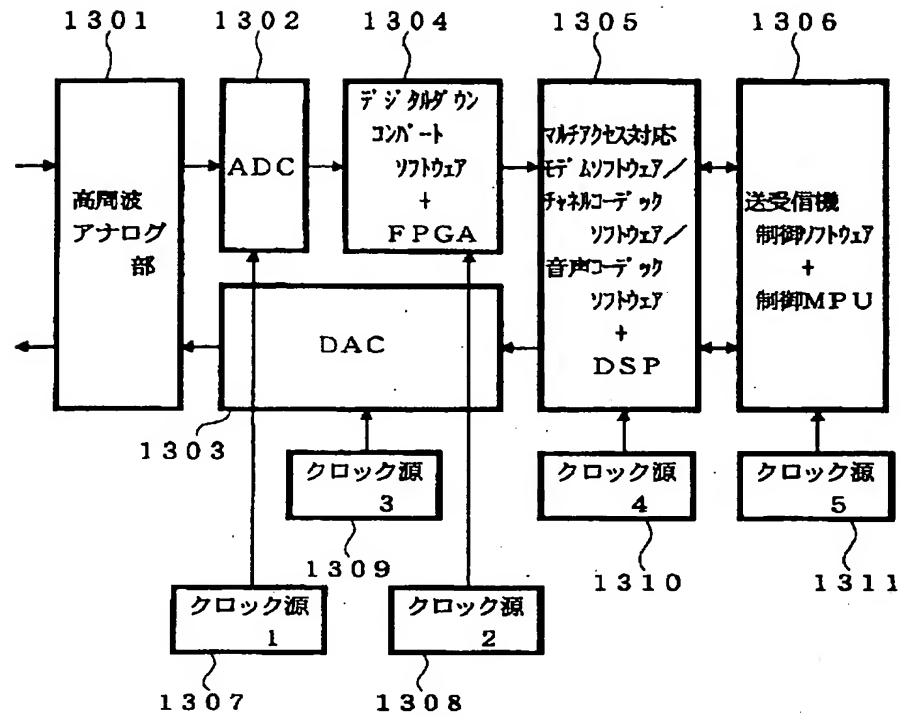 1301
1302
1304
1305
1306
高周波
アナログ
部
ADC
デジタルダウン
コンバート
ソフトウェア
+
FPGA
マルチアクセス対応
モデムソフトウェア/
チャネルコーデック
ソフトウェア/
音声コーデック
ソフトウェア
+
DSP
送受信機
制御ソフトウェア
+
制御MPU
DAC
1303
クロック源
3
1309
クロック源
4
1310
クロック源
5
1311
クロック源
1
1307
クロック源
2
1308